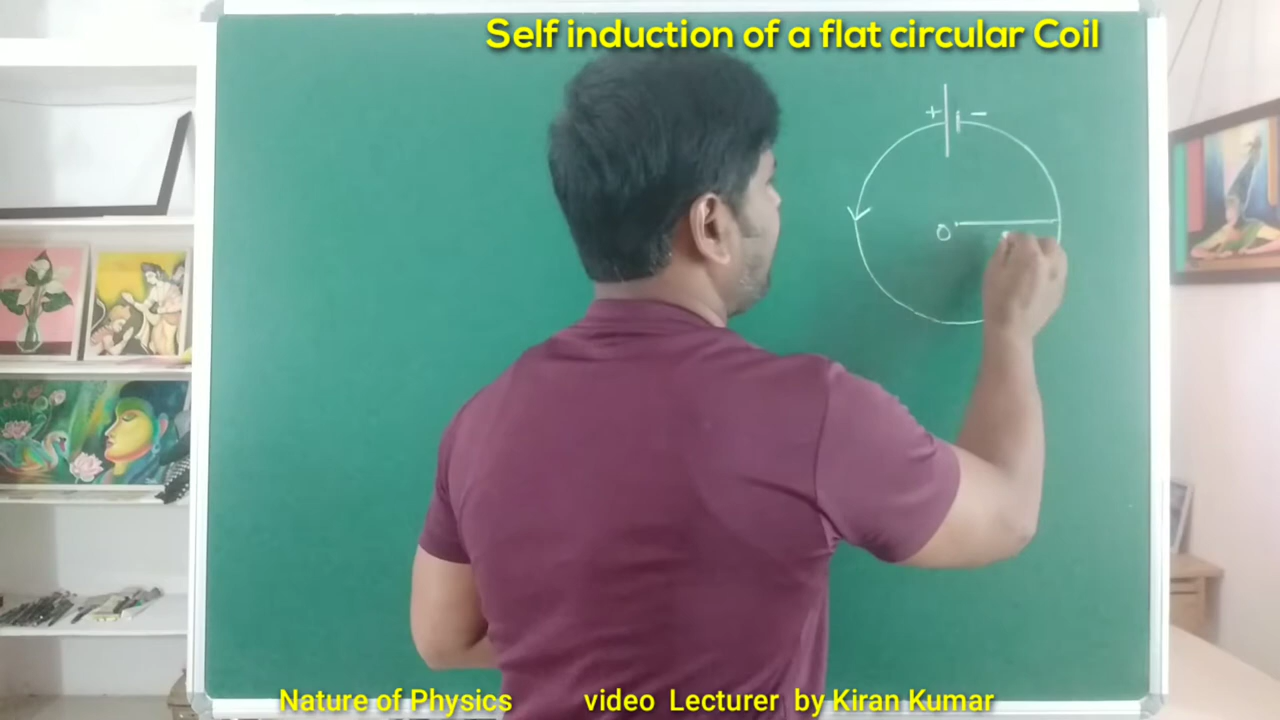 Self induction of a flat circular Coil
+ -
O
Nature of Physics video Lecturer by Kiran Kumar